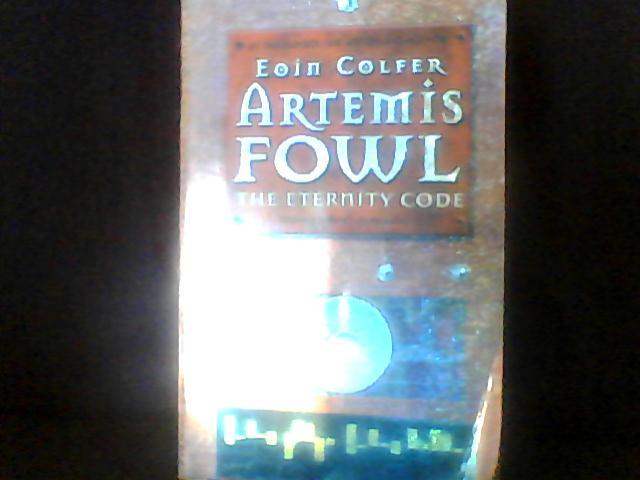 Eoin Colfer
Artemis
Fowl
The Eternity Code